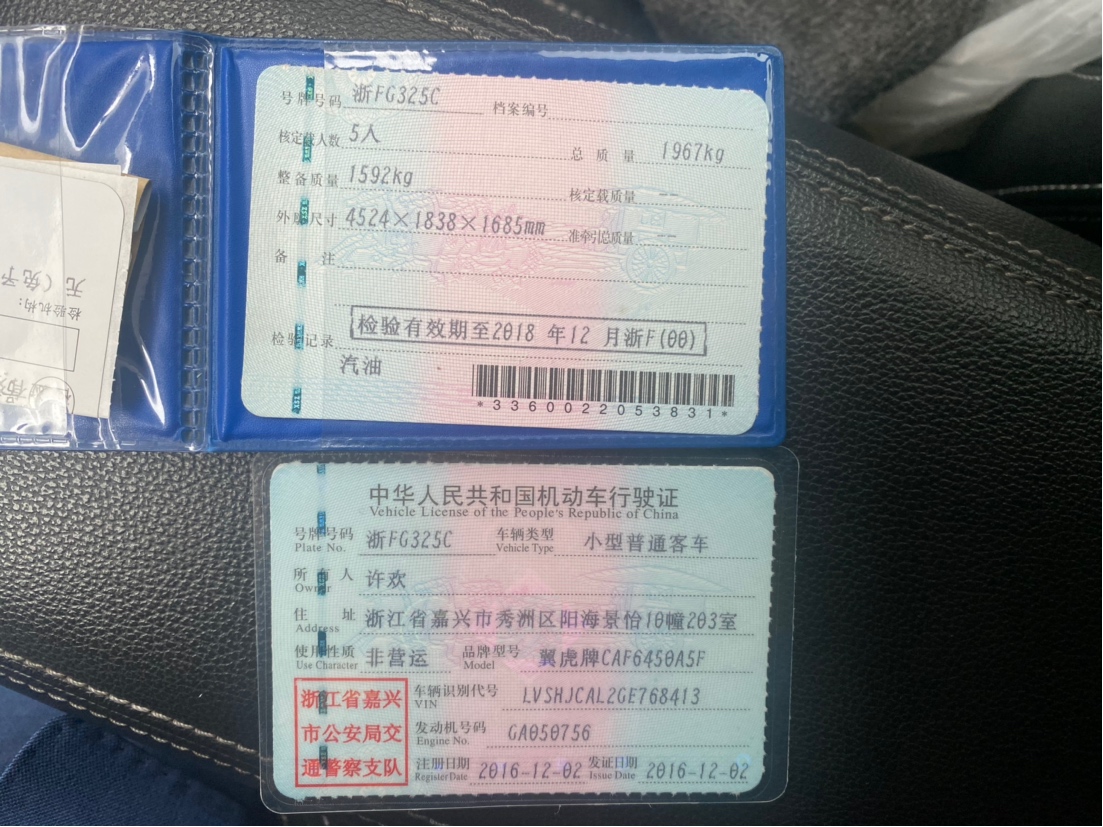 号牌号码 浙FG325C 档案编号
核定载人数 5人 总质量 1967kg
整备质量 1592kg 核定载质量 --
外廓尺寸 4524×1838×1685mm 准牵引总质量 --
备注
检验记录 检验有效期至2018年12月浙F(00)
汽油
*3360022053831*
无(免予
检验机构:
中华人民共和国机动车行驶证
Vehicle License of the People's Republic of China
号牌号码 浙FG325C 车辆类型 小型普通客车
Plate No. Vehicle Type
所有人 许欢
Owner
住址 浙江省嘉兴市秀洲区阳海景怡10幢203室
Address
使用性质 非营运 品牌型号 翼虎牌CAF6450A5F
Use Character Model
浙江省嘉兴
市公安局交
通警察支队
车辆识别代号 LVSHJCAL2GE768413
VIN
发动机号码 GA050756
Engine No.
注册日期 2016-12-02 发证日期 2016-12-02
Register Date Issue Date